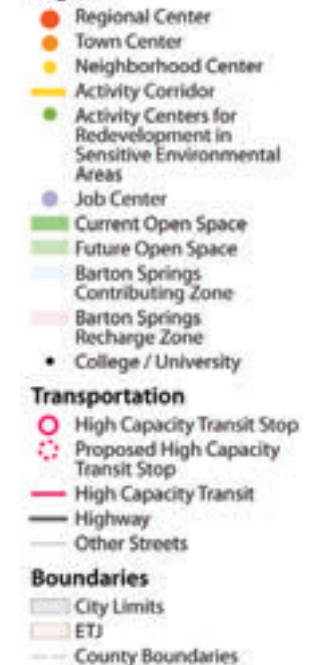 Regional Center
Town Center
Neighborhood Center
Activity Corridor
Activity Centers for
Redevelopment in
Sensitive Environmental
Areas
Job Center
Current Open Space
Future Open Space
Barton Springs
Contributing Zone
Barton Springs
Recharge Zone
College / University
Transportation
High Capacity Transit Stop
Proposed High Capacity
Transit Stop
High Capacity Transit
Highway
Other Streets
Boundaries
City Limits
ETJ
County Boundaries